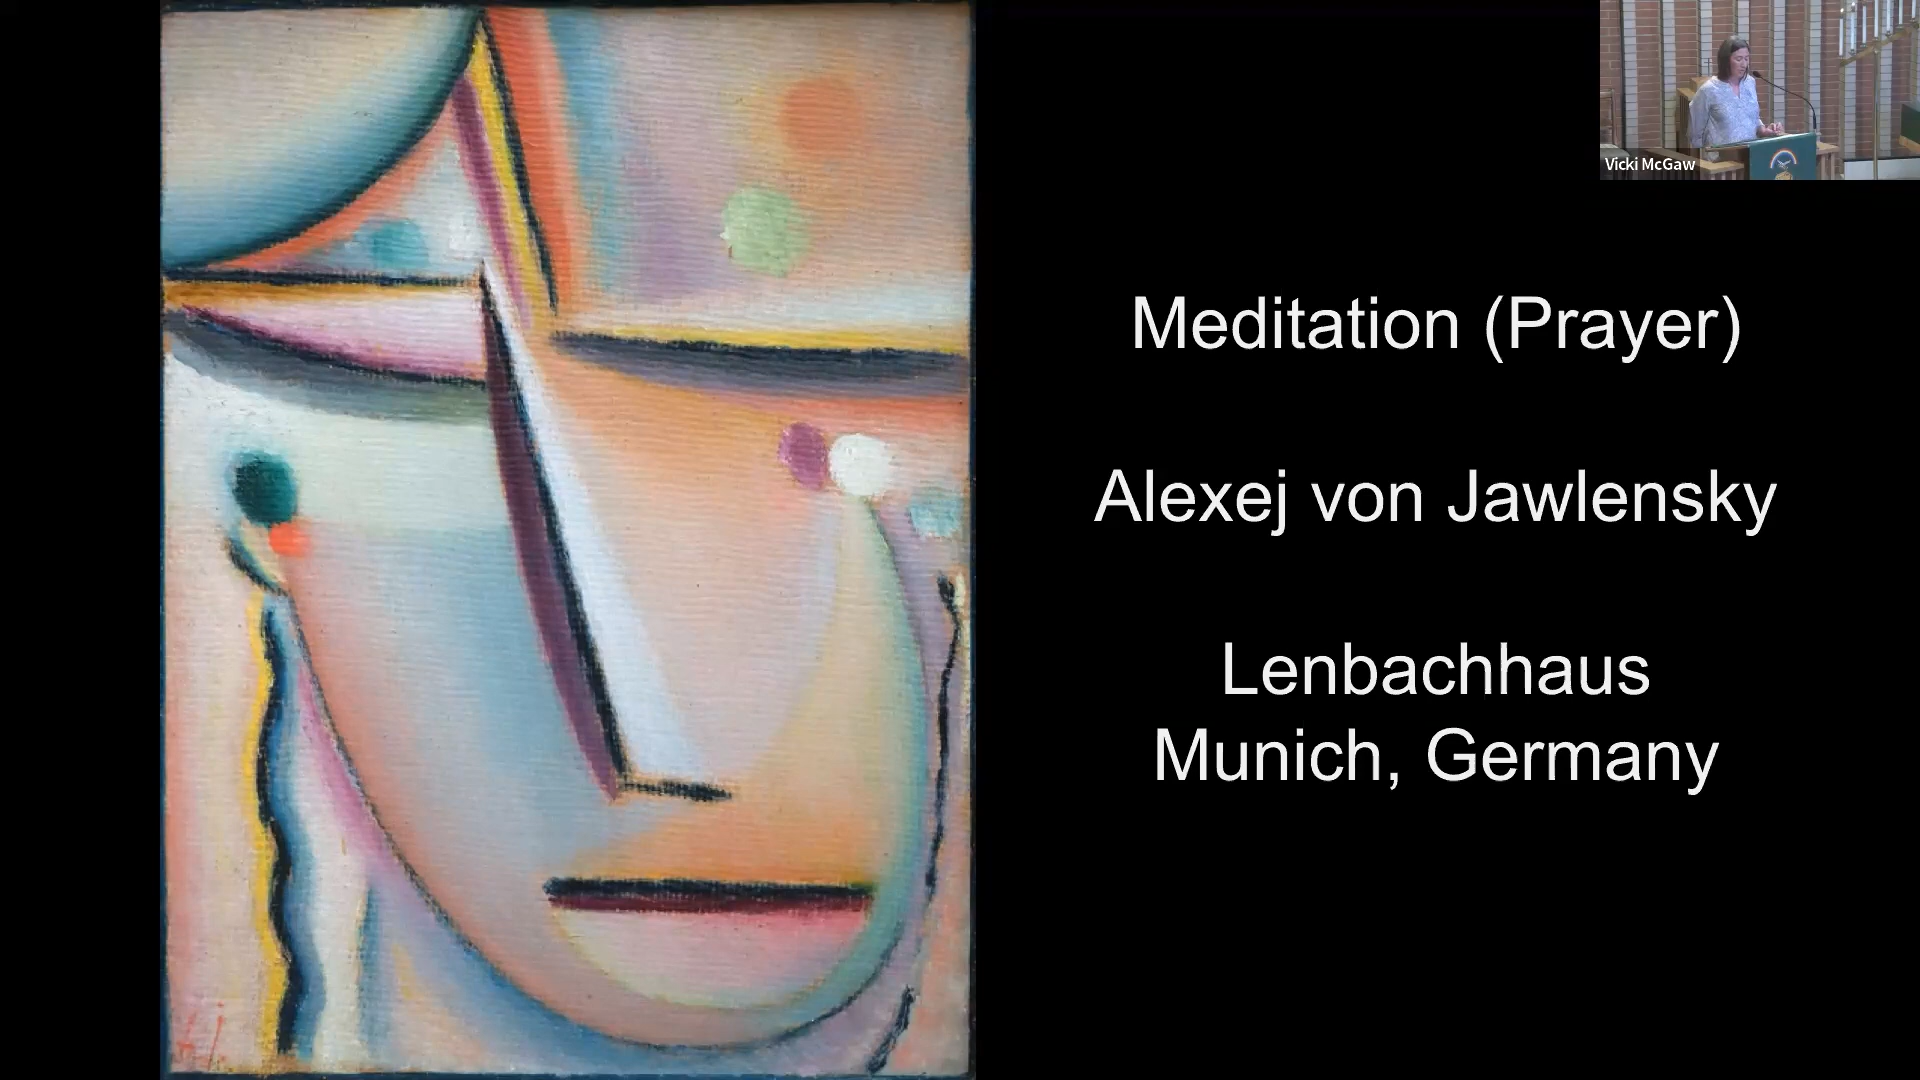 Vicki McGaw
Meditation (Prayer)
Alexej von Jawlensky
Lenbachhaus
Munich, Germany